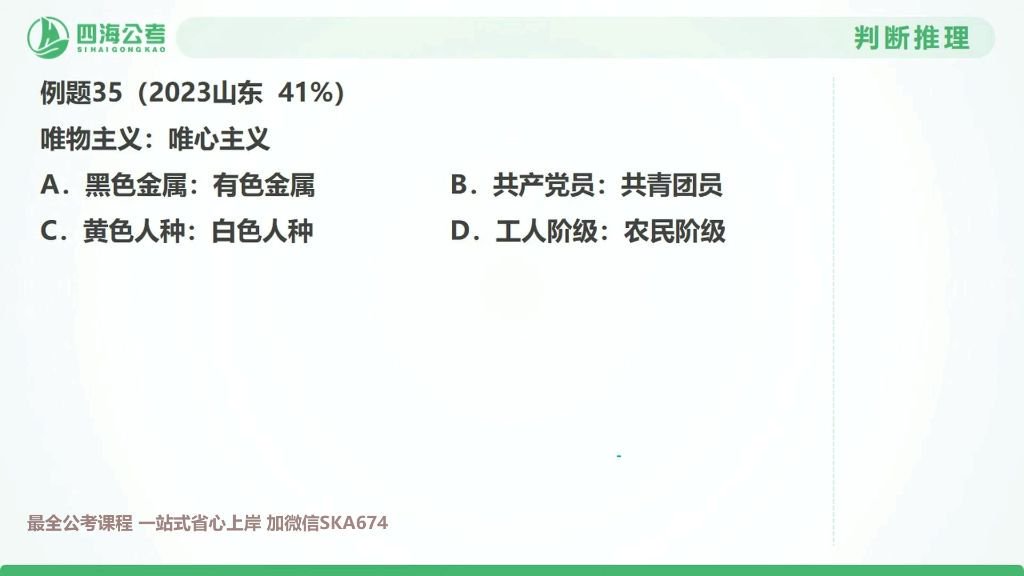 四海公考
SIHAIGONGKAO
判断推理
例题35（2023山东 41%）
唯物主义：唯心主义
A．黑色金属：有色金属
B．共产党员：共青团员
C．黄色人种：白色人种
D．工人阶级：农民阶级
最全公考课程 一站式省心上岸 加微信SKA674